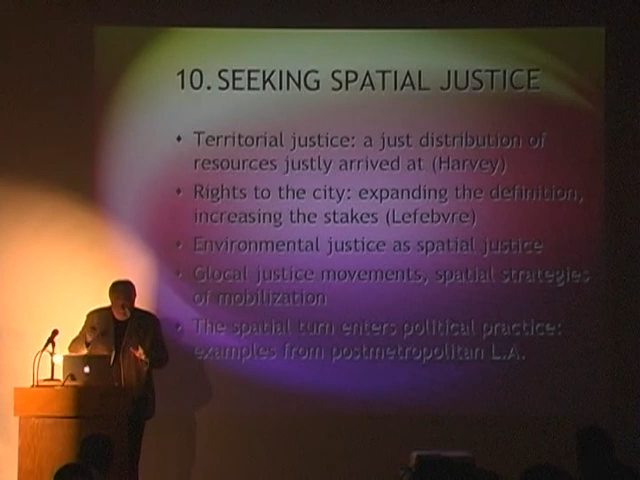 10. SEEKING SPATIAL JUSTICE
• Territorial justice: a just distribution of
resources justly arrived at (Harvey)
• Rights to the city: expanding the definition,
increasing the stakes (Lefebvre)
• Environmental justice as spatial justice
• Glocal justice movements, spatial strategies
of mobilization
• The spatial turn enters political practice:
examples from postmetropolitan L.A.